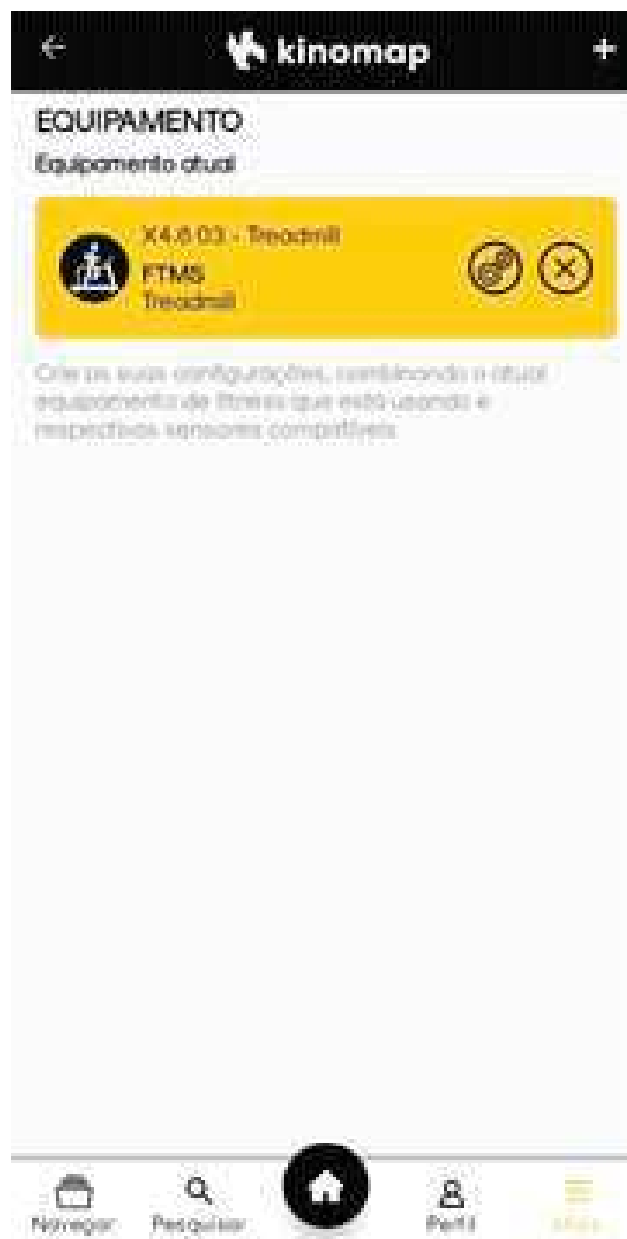 kinomap
EQUIPAMENTO
Equipamento atual
X4.6 03 - Treadmill
FTMS
Treadmill
Crie as suas configurações, combinando o atual
equipamento de fitness que está usando e
respectivos sensores compatíveis
Navegar
Pesquisar
Perfil